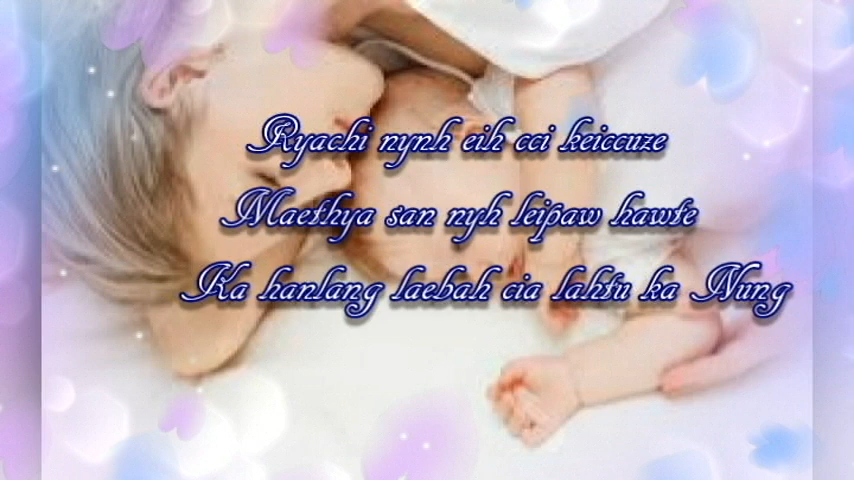 Ryachi nynh eih cci keiccuze
Maethya san nyh leipaw hawte
Ka hanlang laebah cia lahtu ka Nung